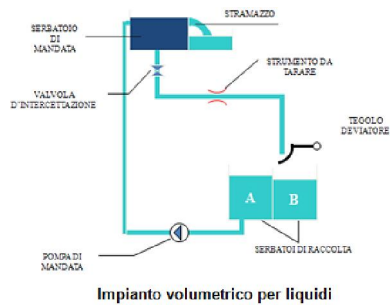 STRAMAZZO
SERBATOIO
DI
MANDATA
STRUMENTO DA
TARARE
VALVOLA
D'INTERCETTAZIONE
TEGOLO
DEVIATORE
A
B
SERBATOI DI RACCOLTA
POMPA DI
MANDATA
Impianto volumetrico per liquidi